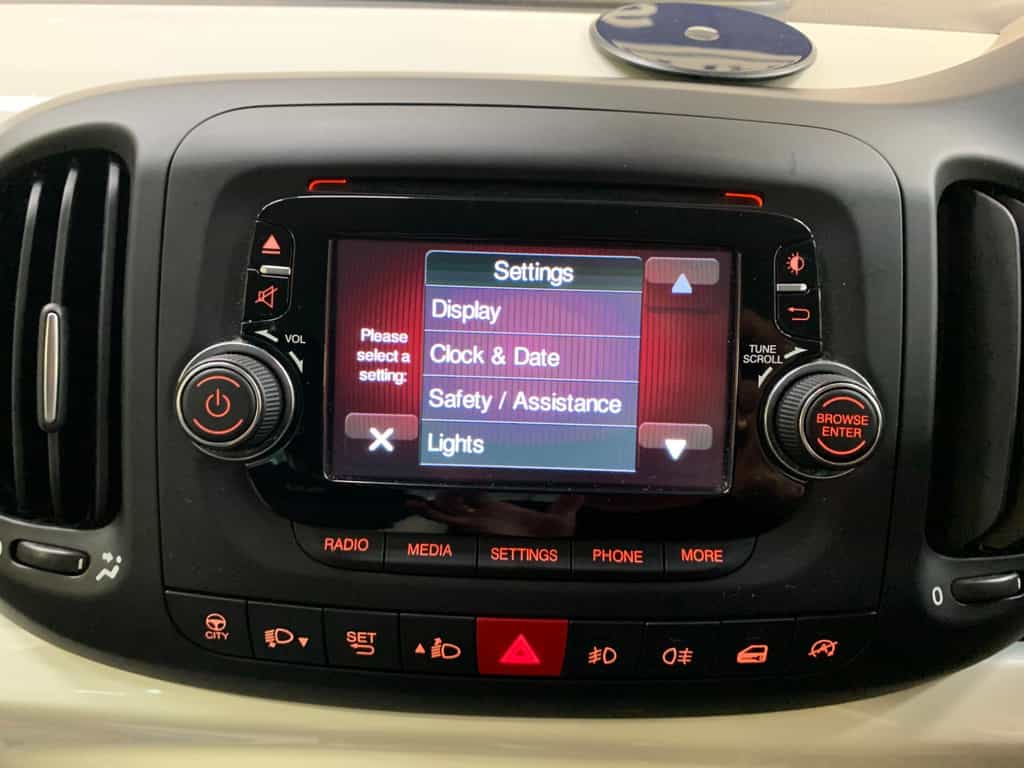 Settings
Display
Clock & Date
Safety / Assistance
Lights
Please
select a
setting:
VOL
TUNE
SCROLL
BROWSE
ENTER
RADIO
MEDIA
SETTINGS
PHONE
MORE
CITY
SET
0